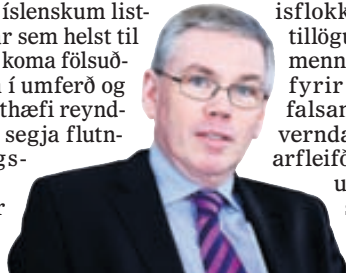 íslenskum list-
r sem helst til
koma fölsuð-
í umferð og
thæfi reynd-
segja flutn-
gs-
r
isflokk
tillögu
menn
fyrir
falsan
vernda
arfleifð
u